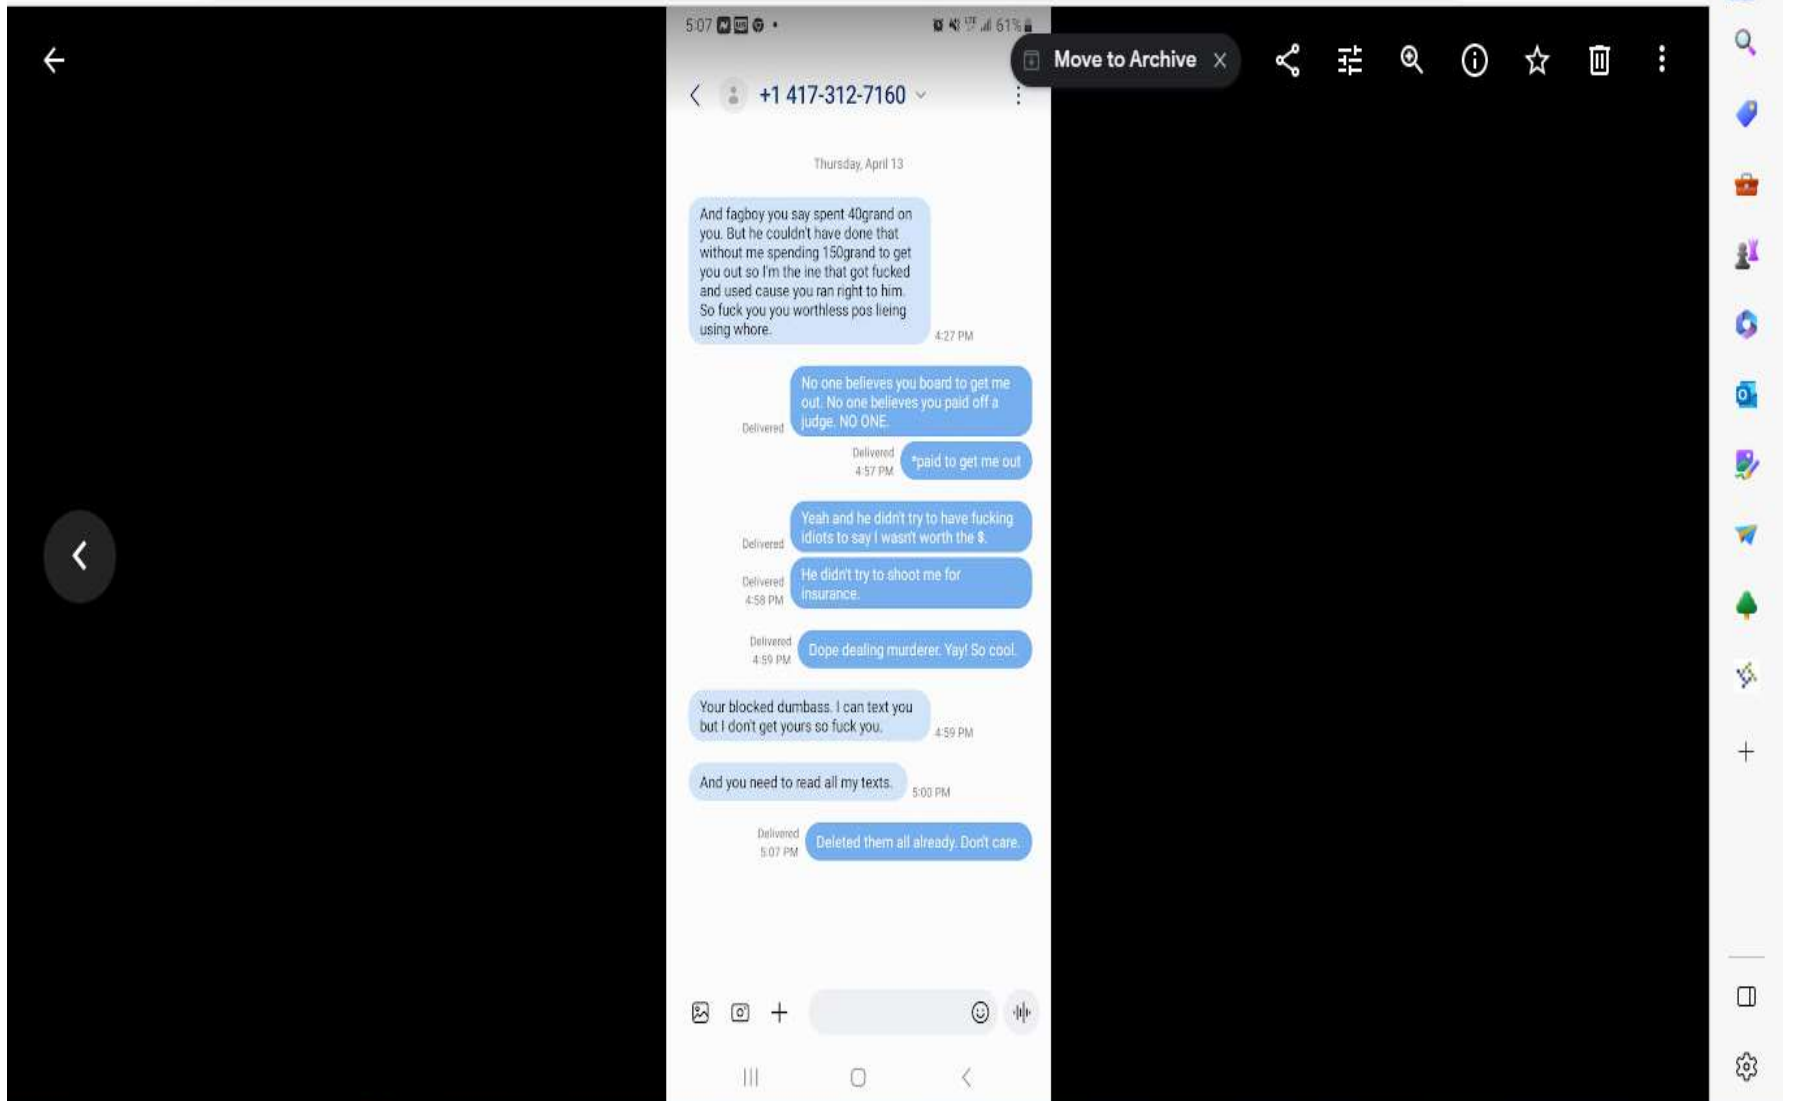 5:07
LTE 61%
Move to Archive X
+1 417-312-7160
Thursday, April 13
And fagboy you say spent 40grand on
you. But he couldn't have done that
without me spending 150grand to get
you out so I'm the ine that got fucked
and used cause you ran right to him.
So fuck you you worthless pos lieing
using whore.
4:27 PM
No one believes you board to get me
out. No one believes you paid off a
judge. NO ONE.
Delivered
*paid to get me out
Delivered
4:57 PM
Yeah and he didn't try to have fucking
idiots to say I wasn't worth the $.
Delivered
He didn't try to shoot me for
insurance.
Delivered
4:58 PM
Dope dealing murderer. Yay! So cool.
Delivered
4:59 PM
Your blocked dumbass. I can text you
but I don't get yours so fuck you.
4:59 PM
And you need to read all my texts.
5:00 PM
Deleted them all already. Don't care.
Delivered
5:07 PM